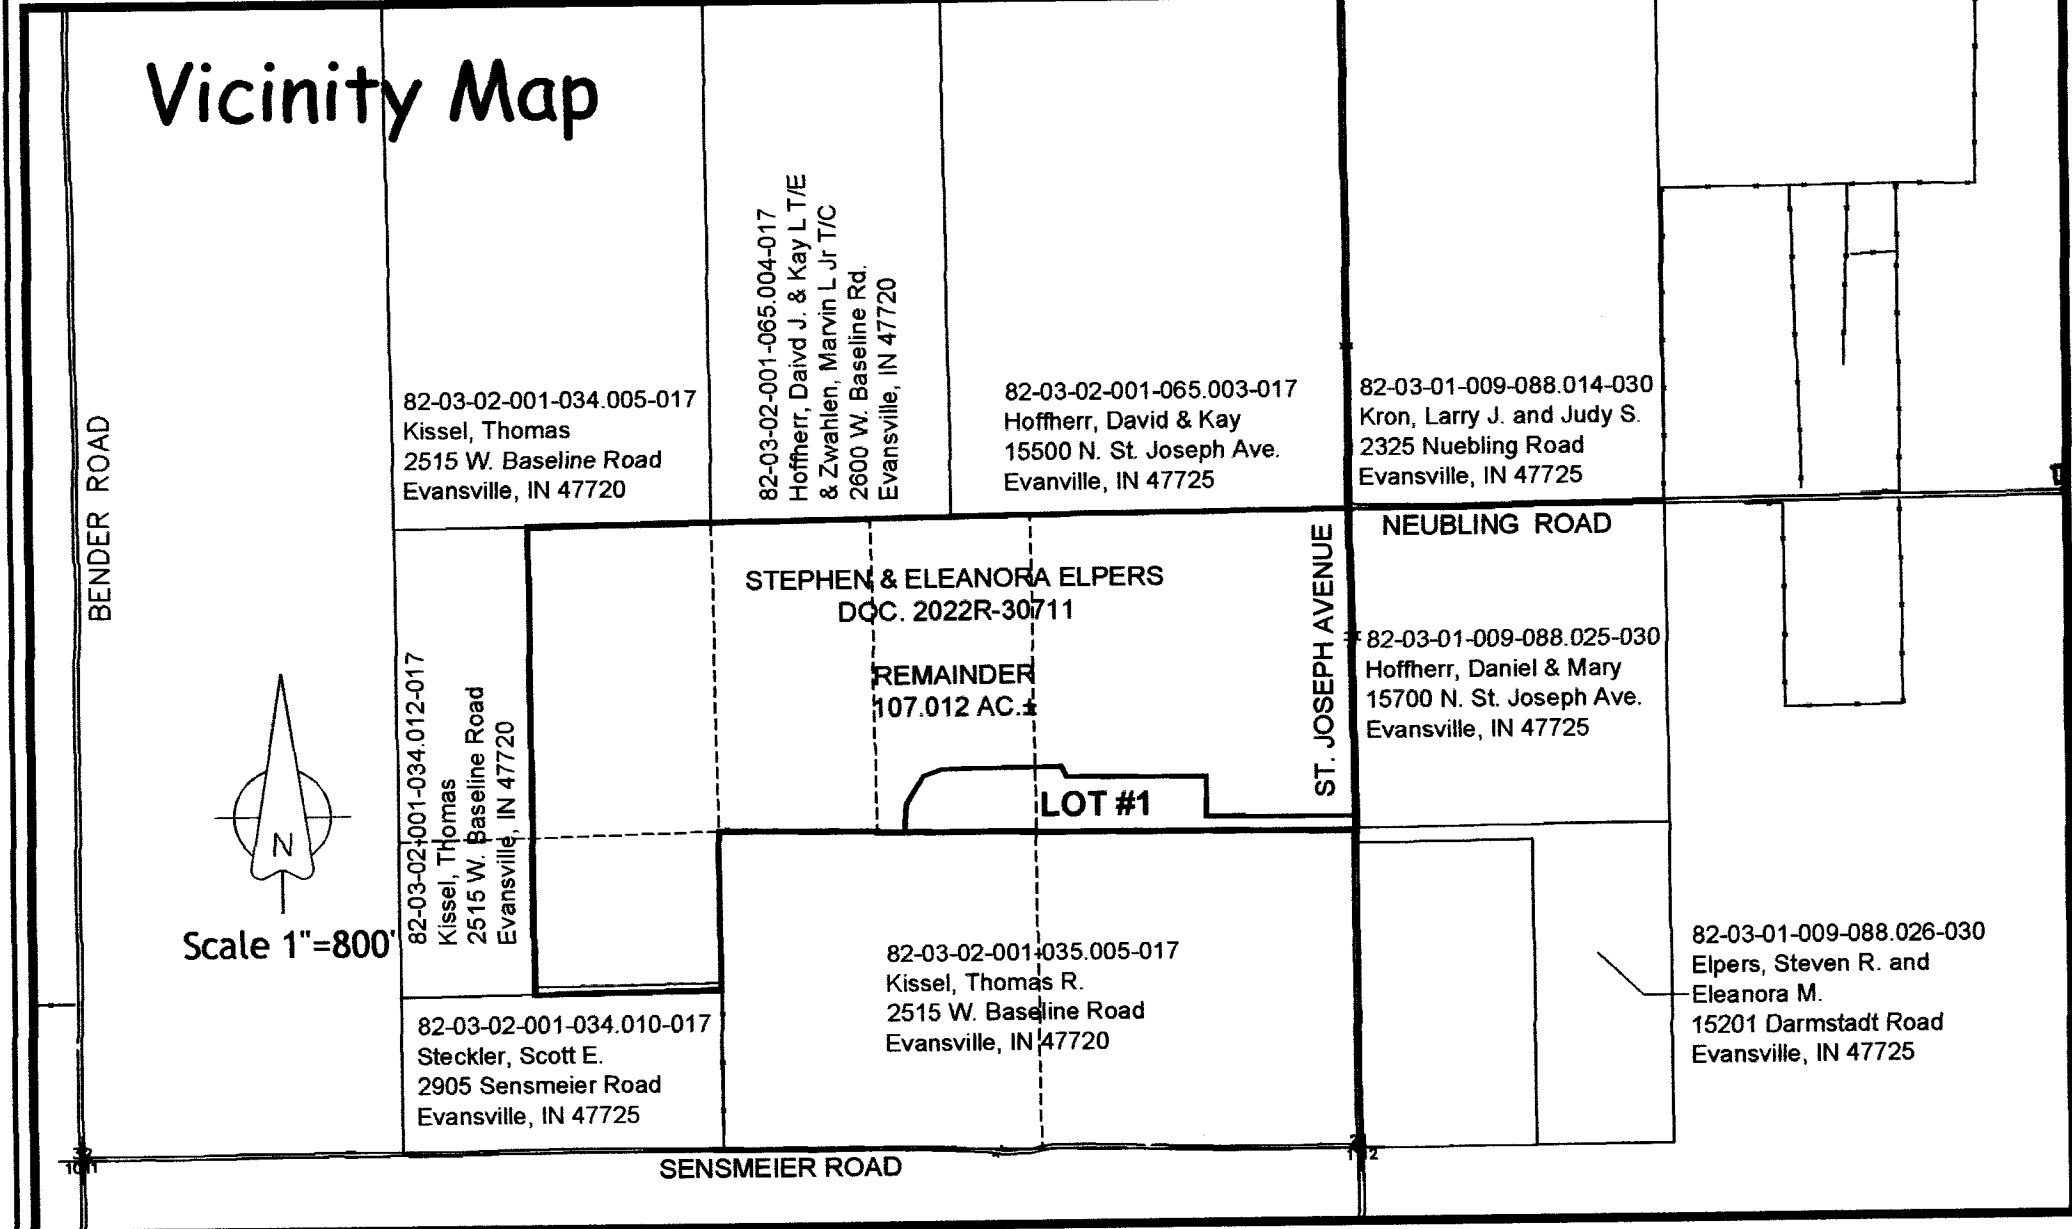 Vicinity Map
82-03-02-001-065.004-017
Hoffherr, Daivd J. & Kay L T/E
& Zwahlen, Marvin L Jr T/C
2600 W. Baseline Rd.
Evansville, IN 47720
82-03-02-001-034.005-017
Kissel, Thomas
2515 W. Baseline Road
Evansville, IN 47720
82-03-02-001-065.003-017
Hoffherr, David & Kay
15500 N. St. Joseph Ave.
Evanville, IN 47725
82-03-01-009-088.014-030
Kron, Larry J. and Judy S.
2325 Nuebling Road
Evansville, IN 47725
BENDER ROAD
NEUBLING ROAD
ST. JOSEPH AVENUE
STEPHEN & ELEANORA ELPERS
DOC. 2022R-30711
REMAINDER
107.012 AC.±
82-03-01-009-088.025-030
Hoffherr, Daniel & Mary
15700 N. St. Joseph Ave.
Evansville, IN 47725
82-03-02-001-034.012-017
Kissel, Thomas
2515 W. Baseline Road
Evansville, IN 47720
LOT #1
N
Scale 1"=800'
82-03-02-001-035.005-017
Kissel, Thomas R.
2515 W. Baseline Road
Evansville, IN 47720
82-03-01-009-088.026-030
Elpers, Steven R. and
Eleanora M.
15201 Darmstadt Road
Evansville, IN 47725
82-03-02-001-034.010-017
Steckler, Scott E.
2905 Sensmeier Road
Evansville, IN 47725
SENSMEIER ROAD